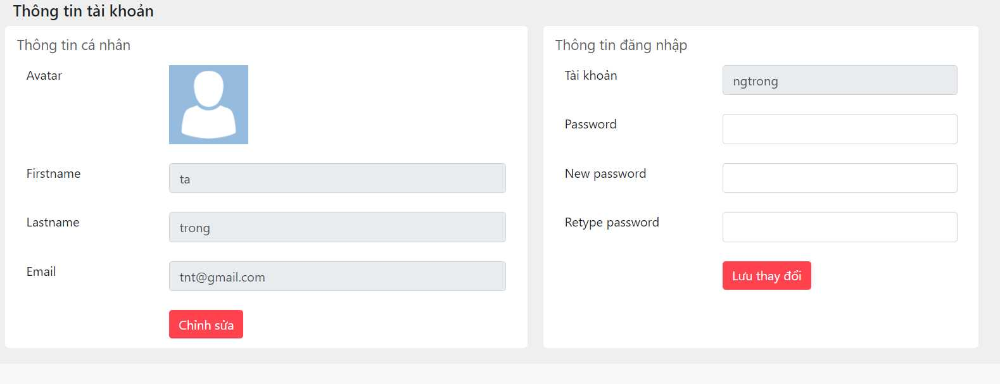 Thông tin tài khoản
Thông tin cá nhân
Avatar
Firstname
ta
Lastname
trong
Email
tnt@gmail.com
Chỉnh sửa
Thông tin đăng nhập
Tài khoản
ngtrong
Password
New password
Retype password
Lưu thay đổi